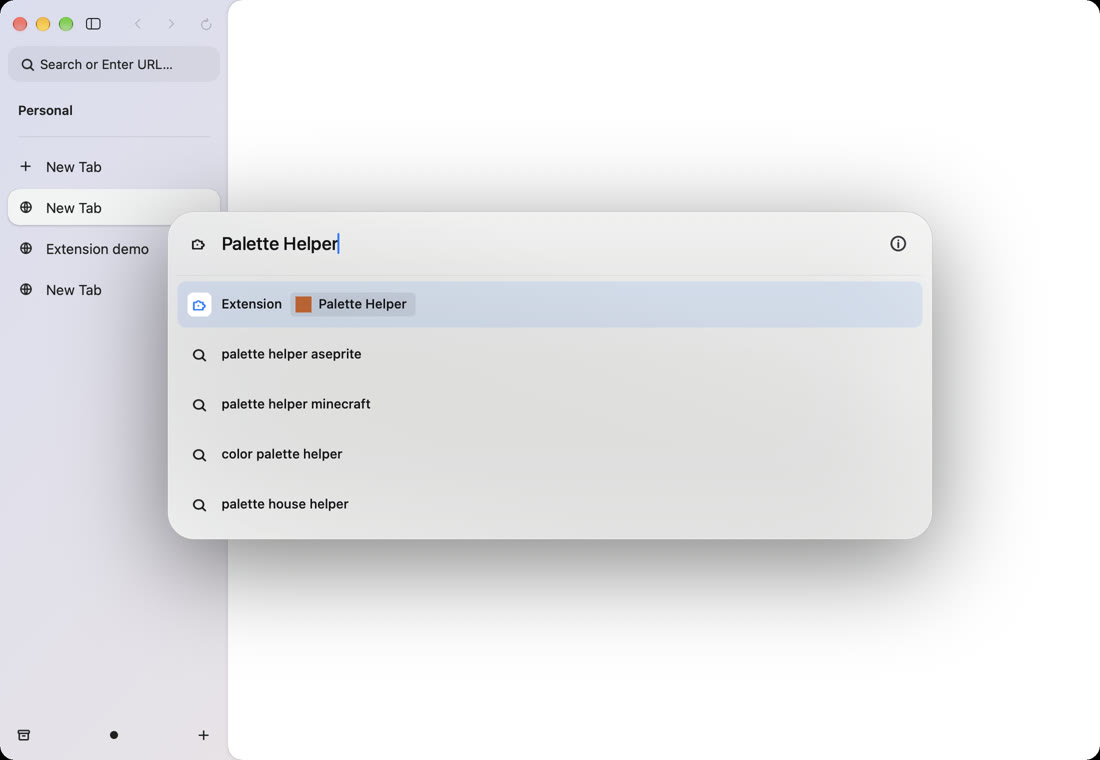 Search or Enter URL...
Personal
New Tab
New Tab
Extension demo
New Tab
Palette Helper
Extension Palette Helper
palette helper aseprite
palette helper minecraft
color palette helper
palette house helper